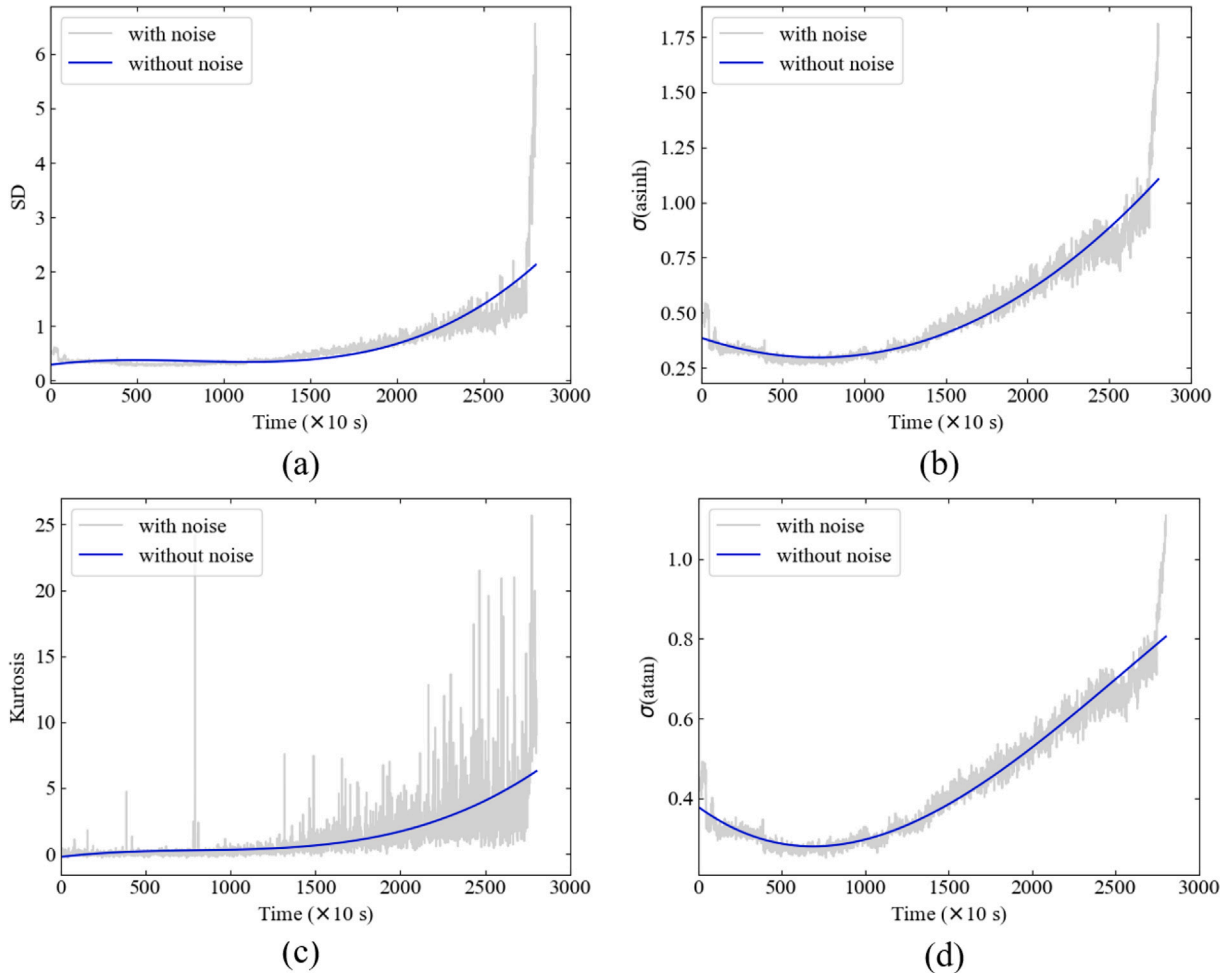 with noise
without noise
6
5
4
3
2
1
0
SD
0 500 1000 1500 2000 2500 3000
Time (×10 s)
(a)
with noise
without noise
1.75
1.50
1.25
1.00
0.75
0.50
0.25
σ(asinh)
0 500 1000 1500 2000 2500 3000
Time (×10 s)
(b)
with noise
without noise
25
20
15
10
5
0
Kurtosis
0 500 1000 1500 2000 2500 3000
Time (×10 s)
(c)
with noise
without noise
1.0
0.8
0.6
0.4
σ(atan)
0 500 1000 1500 2000 2500 3000
Time (×10 s)
(d)